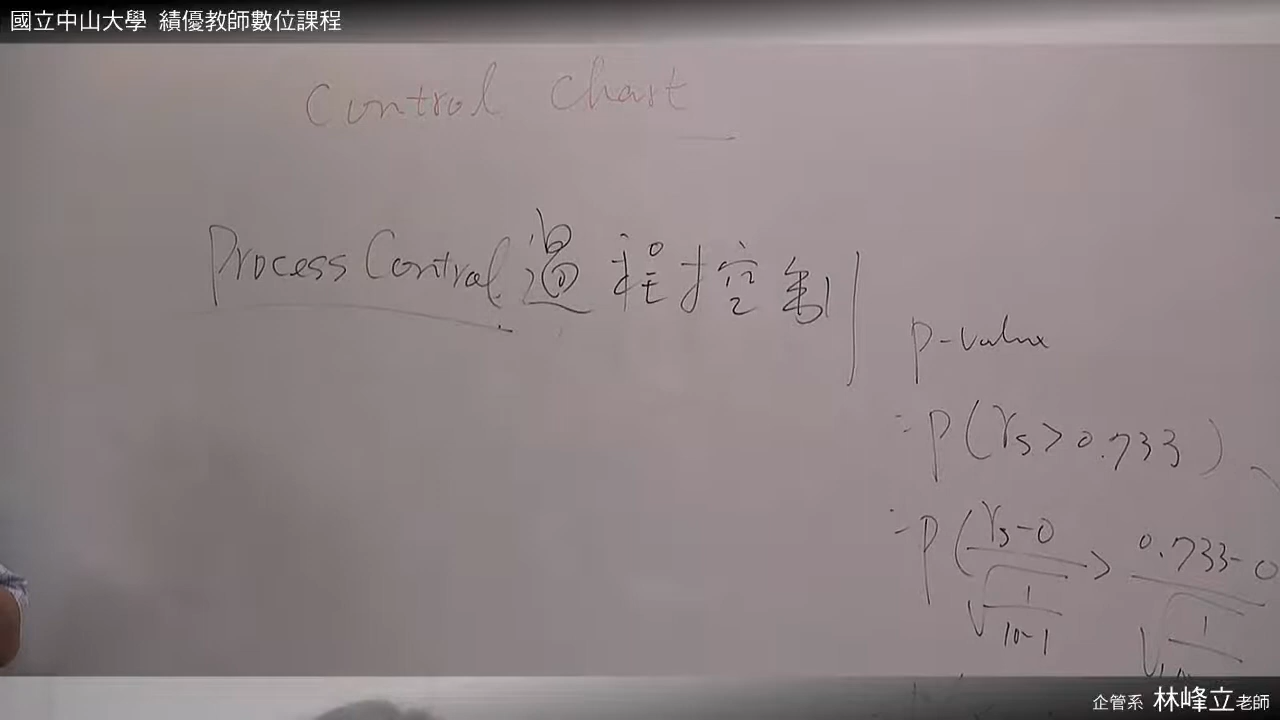 國立中山大學 績優教師數位課程
Control Chart
Process Control 過程控制
p-value
= P(rs > 0.733)
= P( (rs-0)/√(1/(10-1)) > (0.733-0)/√(1/
企管系 林峰立老師